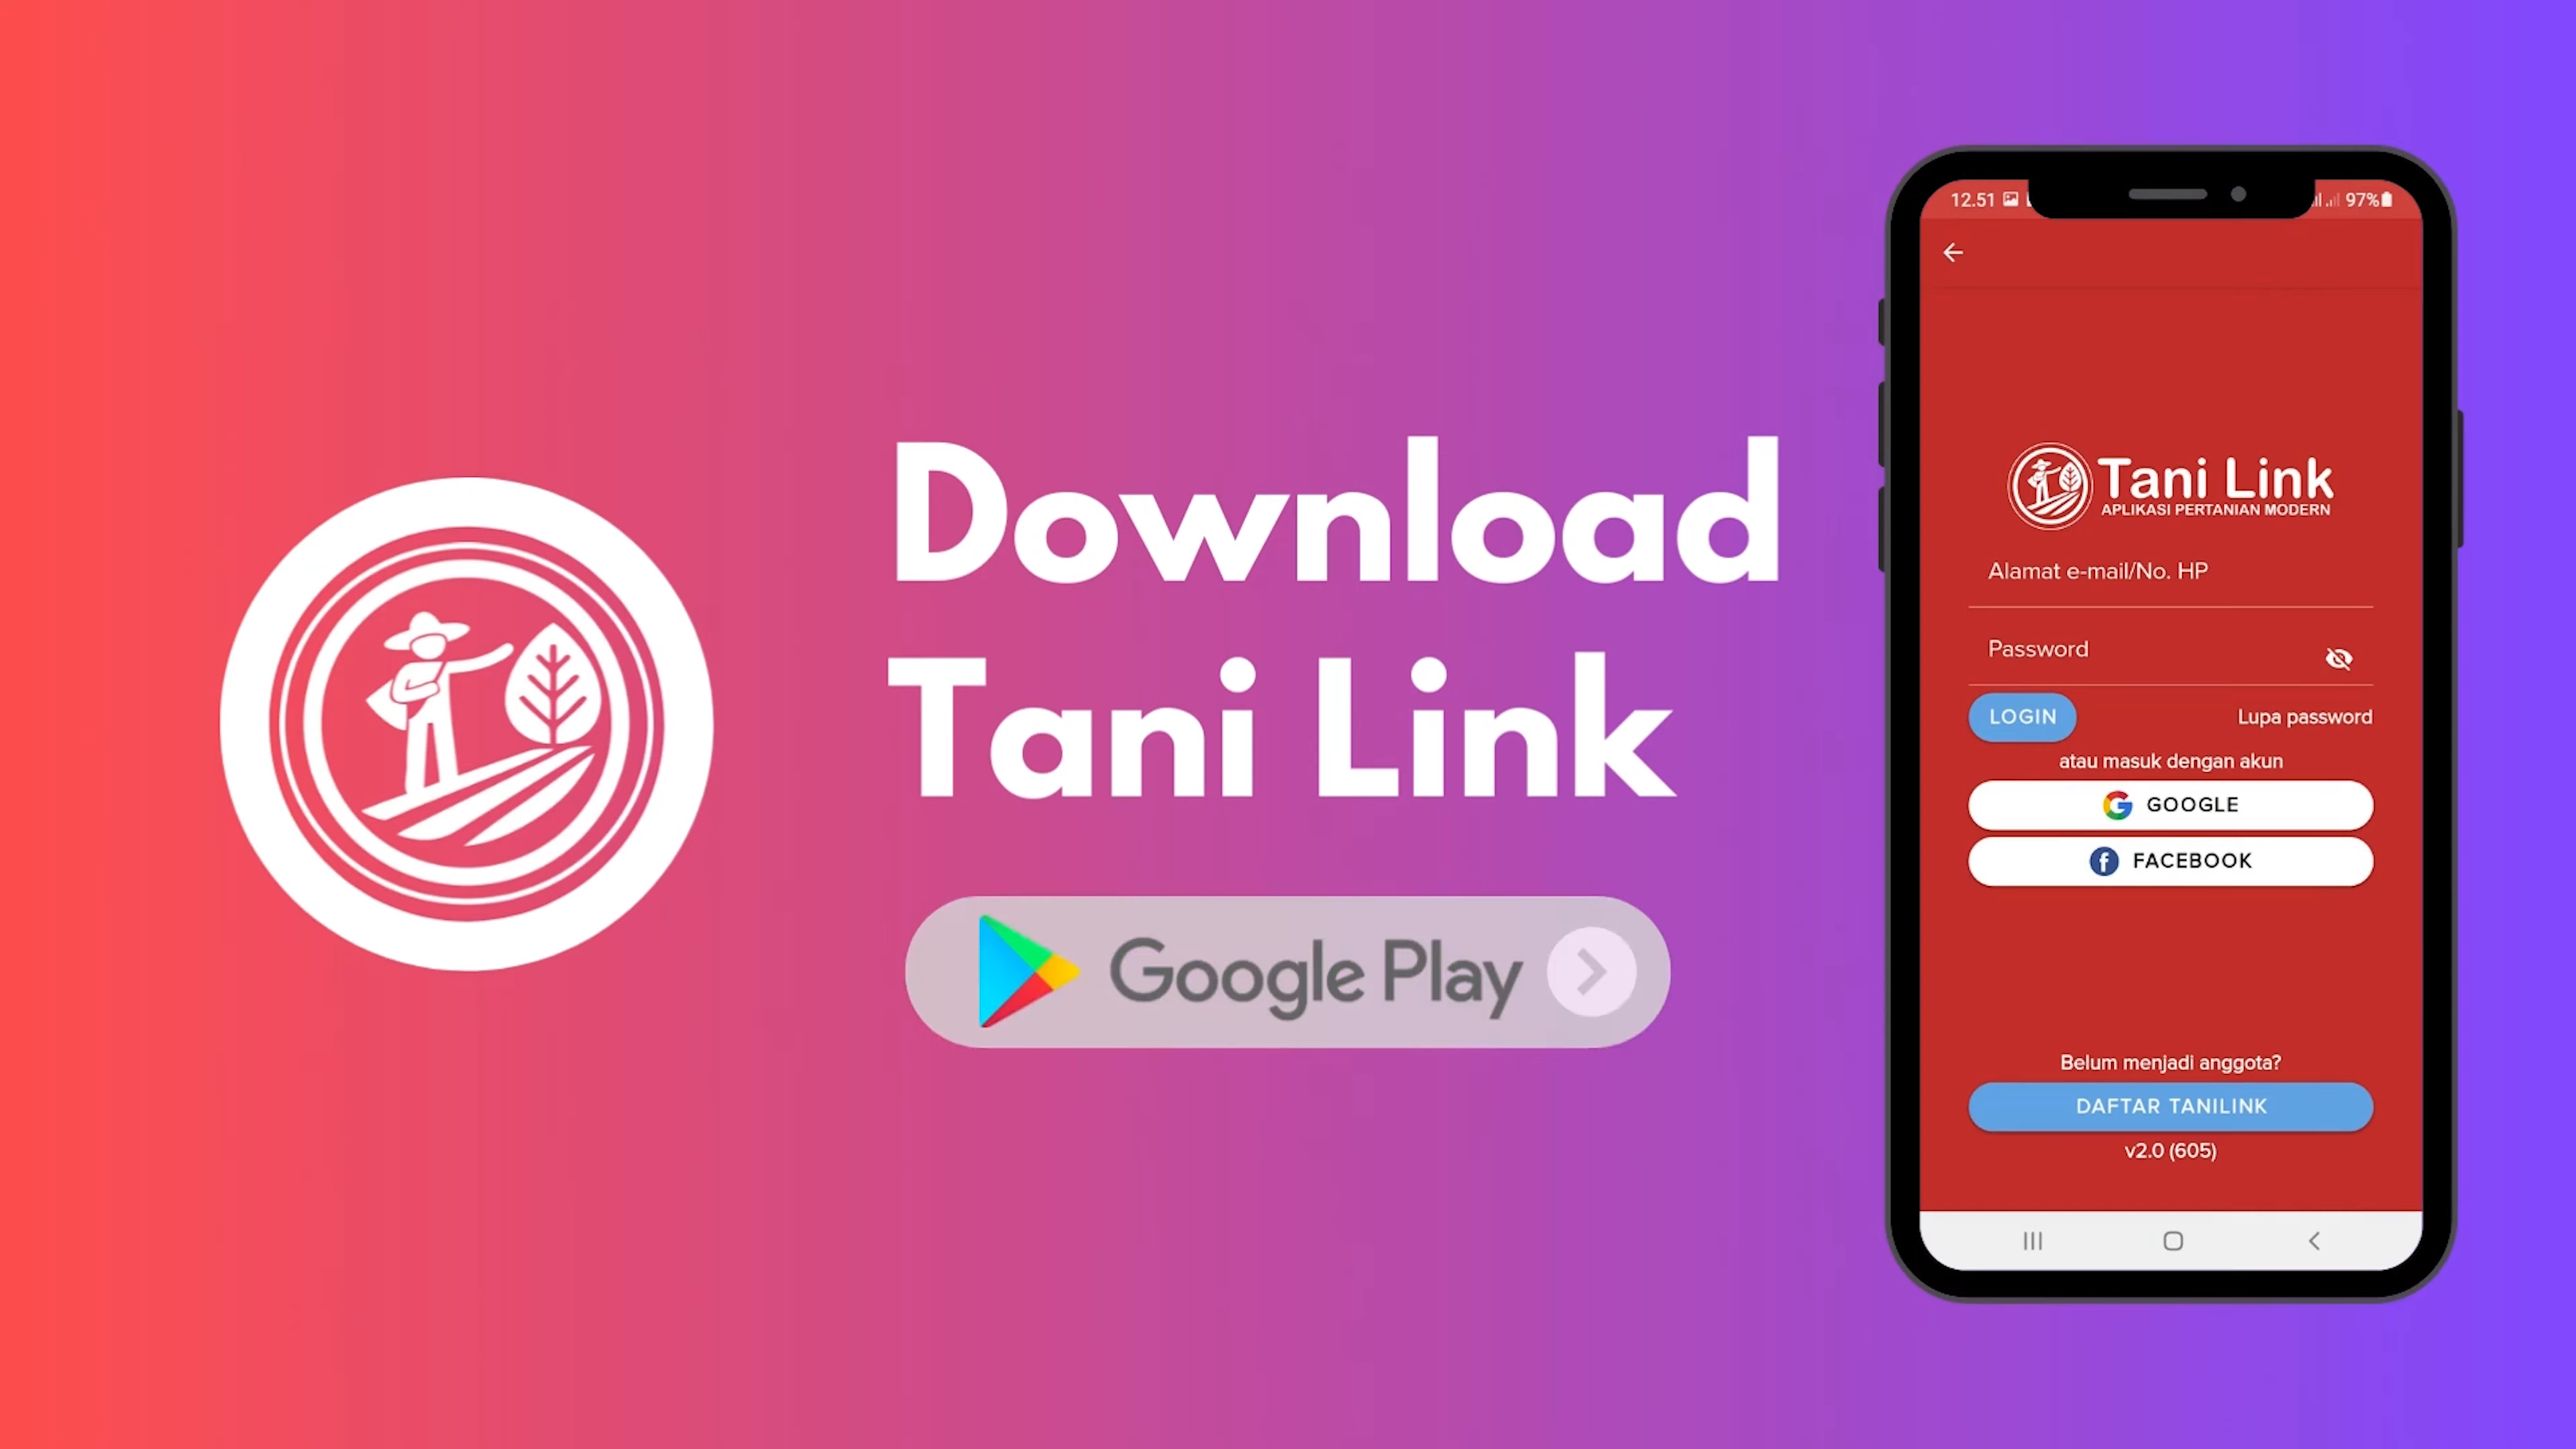 Download
Tani Link
Google Play
12.51
97%
Tani Link
APLIKASI PERTANIAN MODERN
Alamat e-mail/No. HP
Password
LOGIN
Lupa password
atau masuk dengan akun
GOOGLE
FACEBOOK
Belum menjadi anggota?
DAFTAR TANILINK
v2.0 (605)